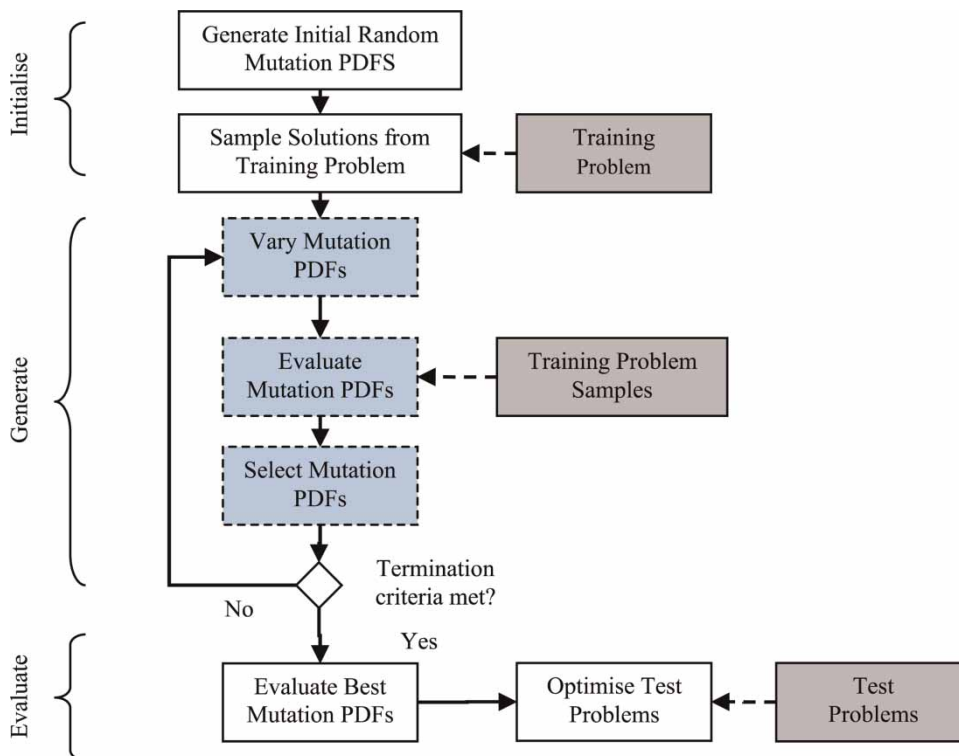 Initialise
Generate Initial Random
Mutation PDFS
Sample Solutions from
Training Problem
Training
Problem
Generate
Vary Mutation
PDFs
Evaluate
Mutation PDFs
Training Problem
Samples
Select Mutation
PDFs
Termination
criteria met?
No
Yes
Evaluate
Evaluate Best
Mutation PDFs
Optimise Test
Problems
Test
Problems